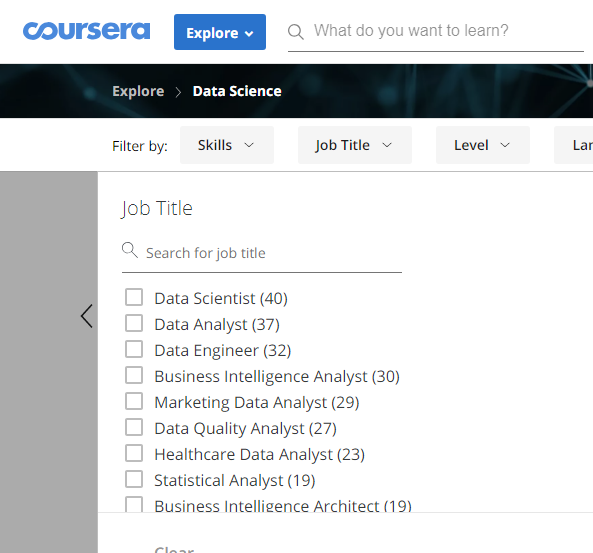 coursera Explore What do you want to learn?
Explore > Data Science
Filter by: Skills Job Title Level Lan
Job Title
Search for job title
Data Scientist (40)
Data Analyst (37)
Data Engineer (32)
Business Intelligence Analyst (30)
Marketing Data Analyst (29)
Data Quality Analyst (27)
Healthcare Data Analyst (23)
Statistical Analyst (19)
Business Intelligence Architect (19)
Clear